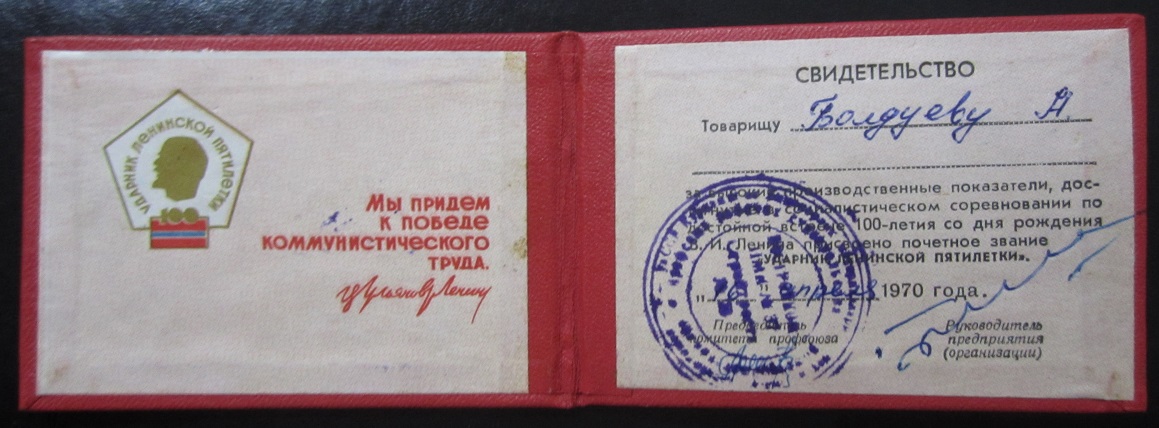 УДАРНИК ЛЕНИНСКОЙ ПЯТИЛЕТКИ
100
Мы придем
к победе
коммунистического
труда.
В. Ульянов (Ленин)
СВИДЕТЕЛЬСТВО
Товарищу Болдуеву А.
за высокие производственные показатели, дос-
в социалистическом соревновании по
достойной встрече 100-летия со дня рождения
В. И. Ленина присвоено почетное звание
«УДАРНИК ЛЕНИНСКОЙ ПЯТИЛЕТКИ».
апреля 1970 года.
Председатель
комитета профсоюза
Руководитель
предприятия
(организации)